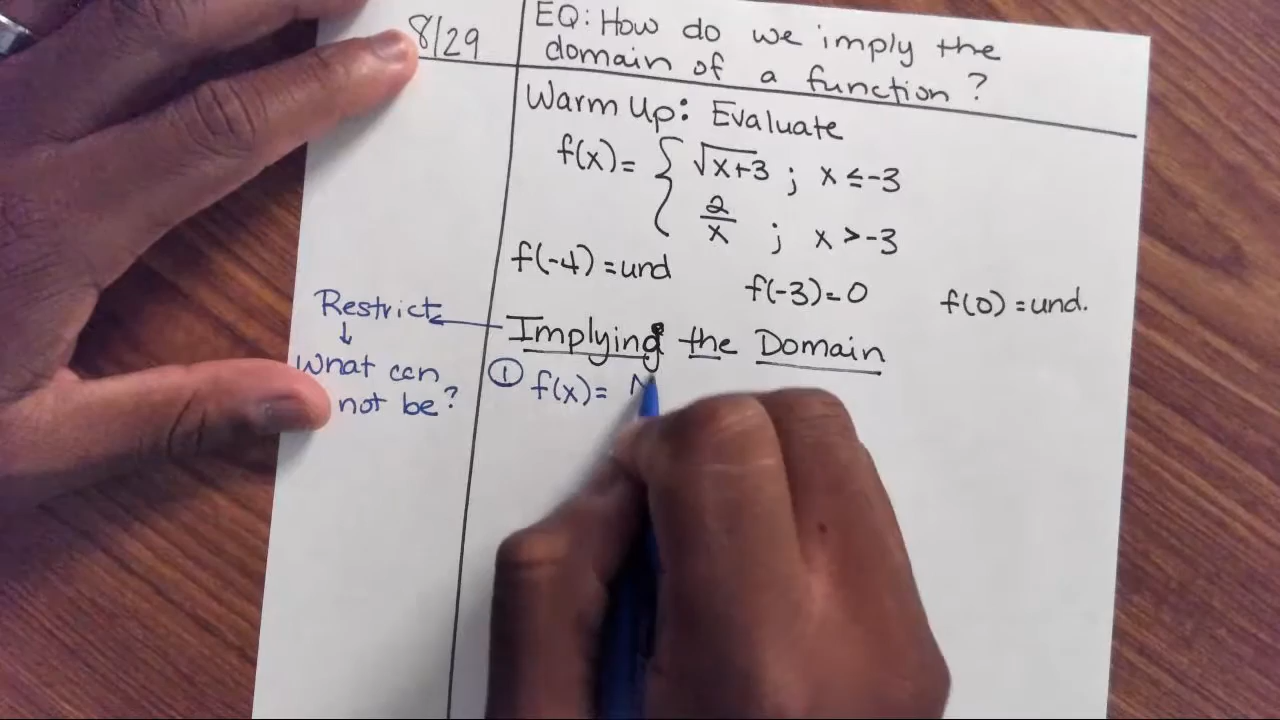 8/29
EQ: How do we imply the
domain of a function?
Warm Up: Evaluate
f(x)= { √x+3 ; x ≤ -3
2/x ; x > -3
f(-4)=und f(-3)=0 f(0)=und.
Restrict
↓
What can
not be?
Implying the Domain
① f(x)=